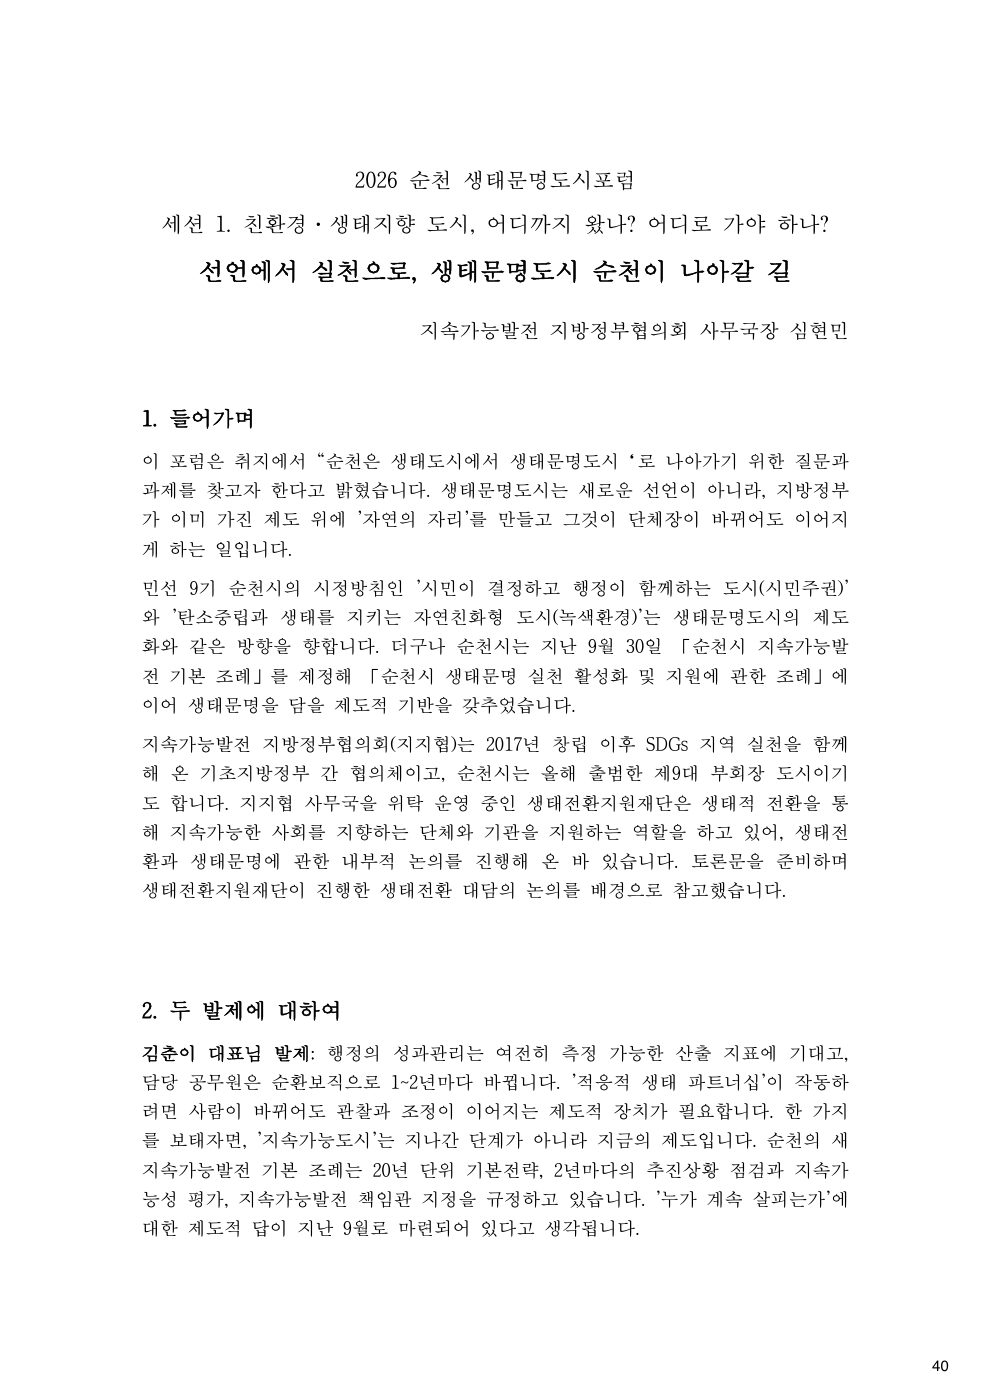 2026 순천 생태문명도시포럼
세션 1. 친환경·생태지향 도시, 어디까지 왔나? 어디로 가야 하나?
선언에서 실천으로, 생태문명도시 순천이 나아갈 길
지속가능발전 지방정부협의회 사무국장 심현민
1. 들어가며
이 포럼은 취지에서 “순천은 생태도시에서 생태문명도시 ‘로 나아가기 위한 질문과
과제를 찾고자 한다고 밝혔습니다. 생태문명도시는 새로운 선언이 아니라, 지방정부
가 이미 가진 제도 위에 ’자연의 자리’를 만들고 그것이 단체장이 바뀌어도 이어지
게 하는 일입니다.
민선 9기 순천시의 시정방침인 ’시민이 결정하고 행정이 함께하는 도시(시민주권)’
와 ’탄소중립과 생태를 지키는 자연친화형 도시(녹색환경)’는 생태문명도시의 제도
화와 같은 방향을 향합니다. 더구나 순천시는 지난 9월 30일 「순천시 지속가능발
전 기본 조례」를 제정해 「순천시 생태문명 실천 활성화 및 지원에 관한 조례」에
이어 생태문명을 담을 제도적 기반을 갖추었습니다.
지속가능발전 지방정부협의회(지지협)는 2017년 창립 이후 SDGs 지역 실천을 함께
해 온 기초지방정부 간 협의체이고, 순천시는 올해 출범한 제9대 부회장 도시이기
도 합니다. 지지협 사무국을 위탁 운영 중인 생태전환지원재단은 생태적 전환을 통
해 지속가능한 사회를 지향하는 단체와 기관을 지원하는 역할을 하고 있어, 생태전
환과 생태문명에 관한 내부적 논의를 진행해 온 바 있습니다. 토론문을 준비하며
생태전환지원재단이 진행한 생태전환 대담의 논의를 배경으로 참고했습니다.
2. 두 발제에 대하여
김춘이 대표님 발제: 행정의 성과관리는 여전히 측정 가능한 산출 지표에 기대고,
담당 공무원은 순환보직으로 1~2년마다 바뀝니다. ’적응적 생태 파트너십’이 작동하
려면 사람이 바뀌어도 관찰과 조정이 이어지는 제도적 장치가 필요합니다. 한 가지
를 보태자면, ’지속가능도시’는 지나간 단계가 아니라 지금의 제도입니다. 순천의 새
지속가능발전 기본 조례는 20년 단위 기본전략, 2년마다의 추진상황 점검과 지속가
능성 평가, 지속가능발전 책임관 지정을 규정하고 있습니다. ’누가 계속 살피는가’에
대한 제도적 답이 지난 9월로 마련되어 있다고 생각됩니다.
40